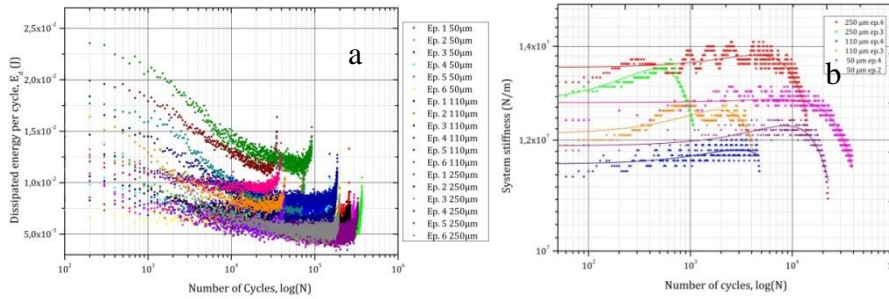 a
2,5x10⁻²
2,0x10⁻²
1,5x10⁻²
1,0x10⁻²
5,0x10⁻³
Dissipated energy per cycle, E_d (J)
10²
10³
10⁴
10⁵
10⁶
Number of Cycles, log(N)
Ep. 1 50µm
Ep. 2 50µm
Ep. 3 50µm
Ep. 4 50µm
Ep. 5 50µm
Ep. 6 50µm
Ep. 1 110µm
Ep. 2 110µm
Ep. 3 110µm
Ep. 4 110µm
Ep. 5 110µm
Ep. 6 110µm
Ep. 1 250µm
Ep. 2 250µm
Ep. 3 250µm
Ep. 4 250µm
Ep. 5 250µm
Ep. 6 250µm
b
1,4x10⁷
1,2x10⁷
10⁷
System stiffness (N/m)
10²
10³
10⁴
Number of cycles, log(N)
250 µm ep.4
250 µm ep.3
110 µm ep.4
110 µm ep.3
50 µm ep.4
50 µm ep.2